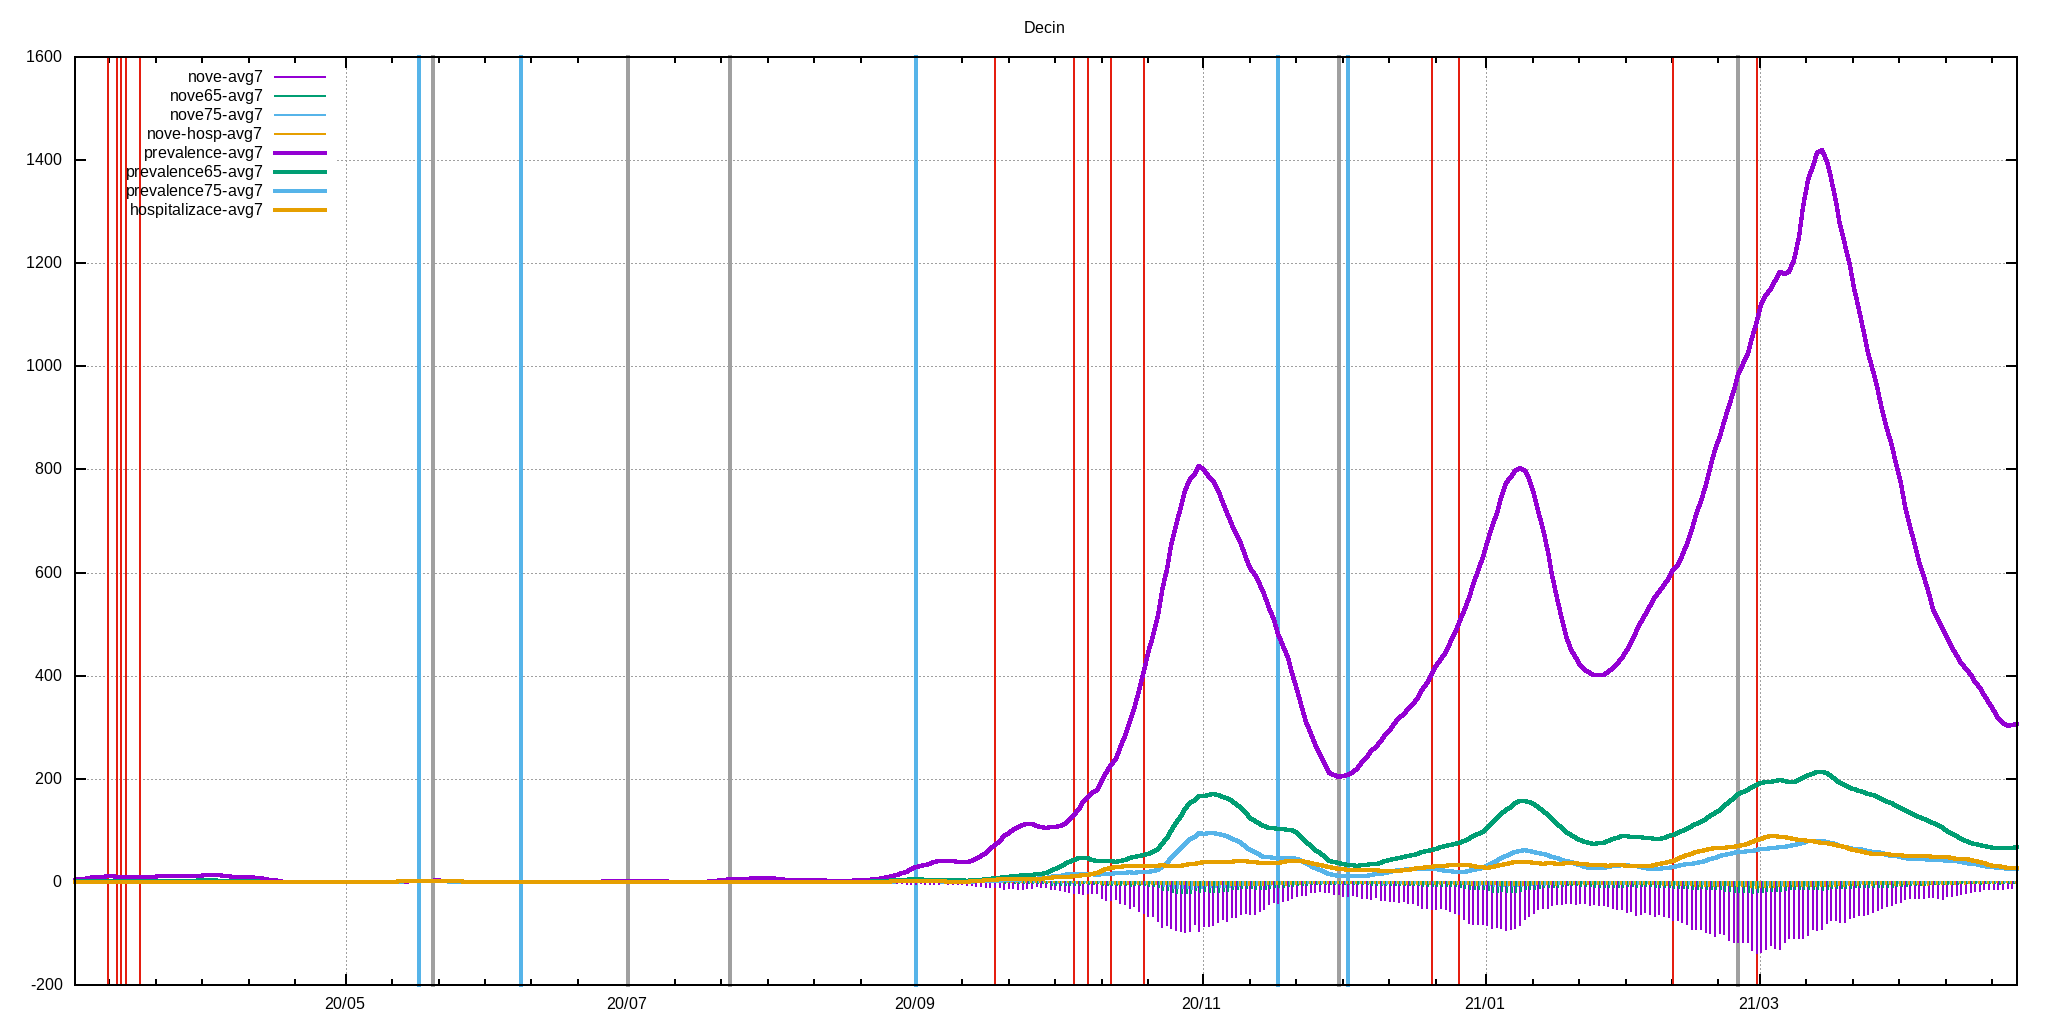 Decin
1600
1400
1200
1000
800
600
400
200
0
-200
nove-avg7
nove65-avg7
nove75-avg7
nove-hosp-avg7
prevalence-avg7
prevalence65-avg7
prevalence75-avg7
hospitalizace-avg7
20/05 20/07 20/09 20/11 21/01 21/03